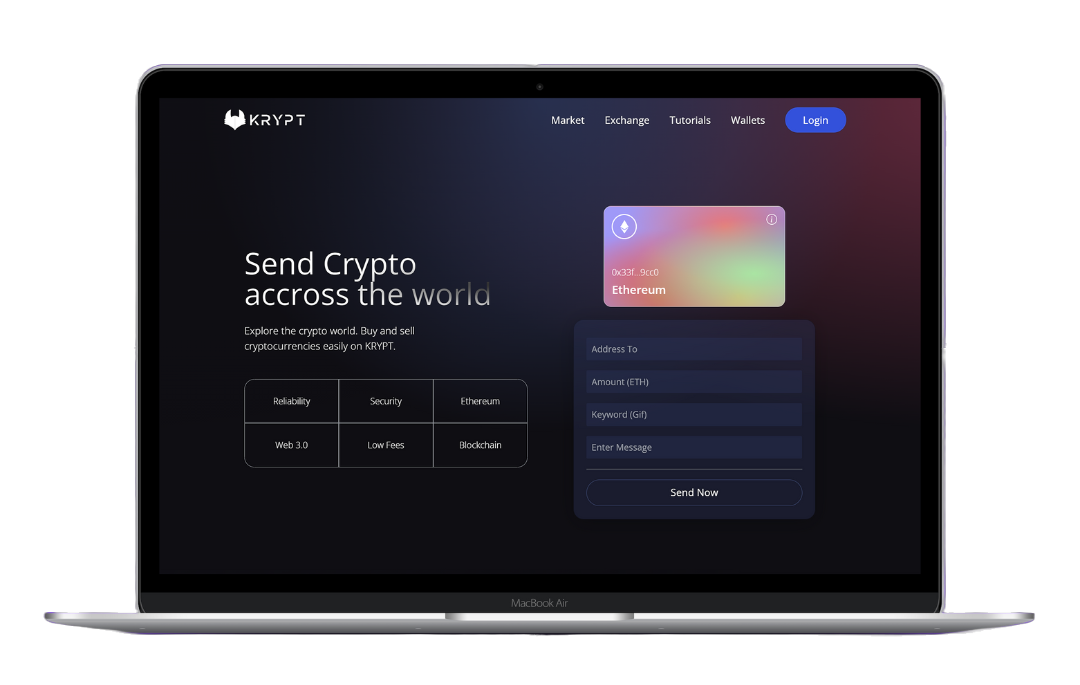 KRYPT
Market Exchange Tutorials Wallets Login
Send Crypto
accross the world
Explore the crypto world. Buy and sell
cryptocurrencies easily on KRYPT.
Reliability Security Ethereum
Web 3.0 Low Fees Blockchain
i
0x33f...9cc0
Ethereum
Address To
Amount (ETH)
Keyword (Gif)
Enter Message
Send Now
MacBook Air